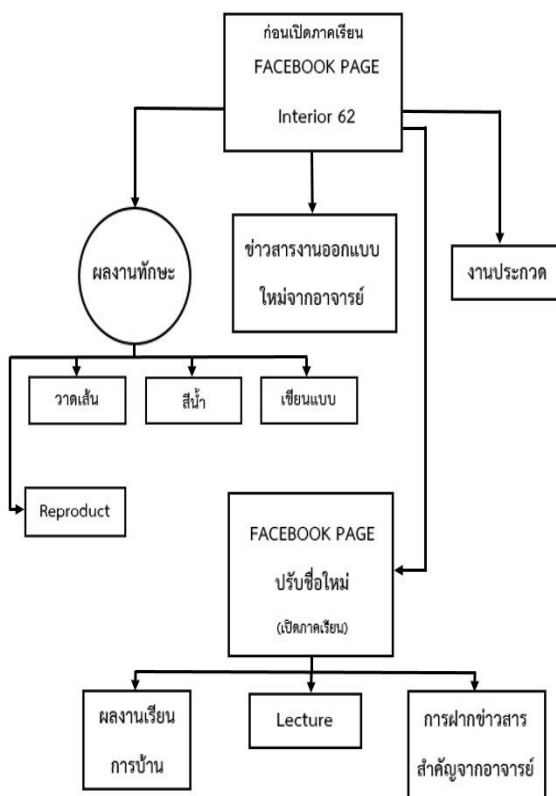 ก่อนเปิดภาคเรียน
FACEBOOK PAGE
Interior 62
ผลงานทักษะ
ข่าวสารงานออกแบบ
ใหม่จากอาจารย์
งานประกวด
วาดเส้น
สีน้ำ
เขียนแบบ
Reproduct
FACEBOOK PAGE
ปรับชื่อใหม่
(เปิดภาคเรียน)
ผลงานเรียน
การบ้าน
Lecture
การฝากข่าวสาร
สำคัญจากอาจารย์